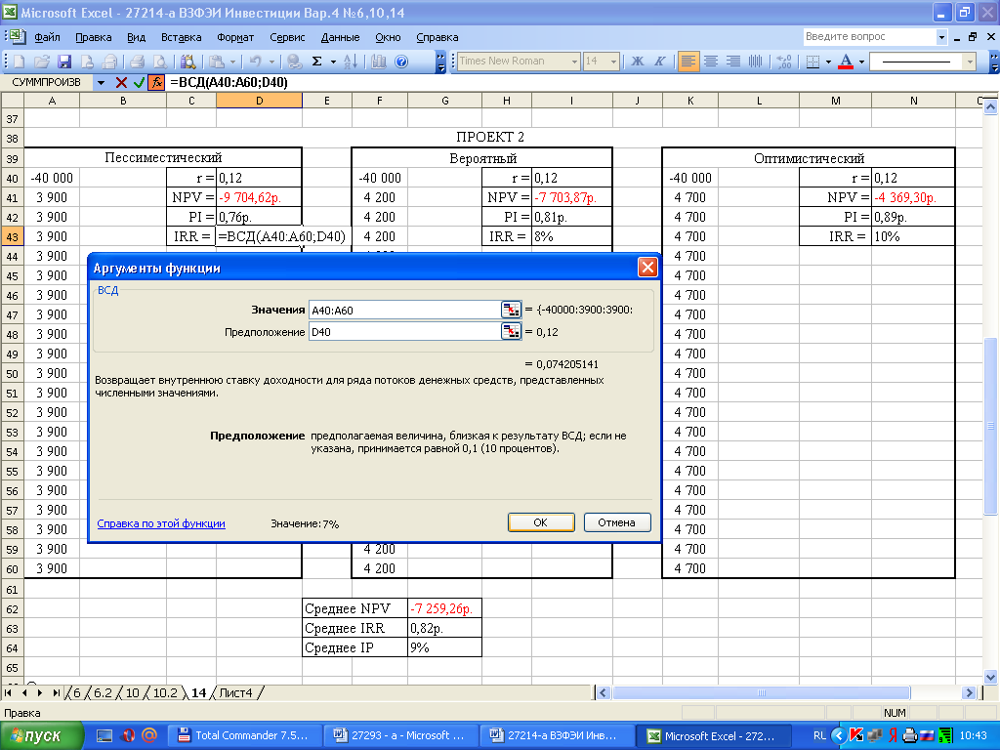 Microsoft Excel - 27214-а ВЗФЭИ Инвестиции Вар.4 №6,10,14
Файл Правка Вид Вставка Формат Сервис Данные Окно Справка Введите вопрос
Times New Roman 14 Ж К
СУММПРОИЗВ =ВСД(A40:A60;D40)
A B C D E F G H I J K L M N
37
38 ПРОЕКТ 2
39 Пессиместический Вероятный Оптимистический
40 -40 000 r = 0,12 -40 000 r = 0,12 -40 000 r = 0,12
41 3 900 NPV = -9 704,62р. 4 200 NPV = -7 703,87р. 4 700 NPV = -4 369,30р.
42 3 900 PI = 0,76р. 4 200 PI = 0,81р. 4 700 PI = 0,89р.
43 3 900 IRR = =ВСД(A40:A60;D40) 4 200 IRR = 8% 4 700 IRR = 10%
44 3 900 4 700
Аргументы функции
45 3 900 4 700
ВСД
46 3 900 4 700
Значения A40:A60 = {-40000:3900:3900:
47 3 900 4 700
Предположение D40 = 0,12
48 3 900 4 700
49 3 900 4 700
= 0,074205141
50 3 900 4 700
Возвращает внутреннюю ставку доходности для ряда потоков денежных средств, представленных
численными значениями.
51 3 900 4 700
52 3 900 4 700
53 3 900 4 700
Предположение предполагаемая величина, близкая к результату ВСД; если не
указана, принимается равной 0,1 (10 процентов).
54 3 900 4 700
55 3 900 4 700
56 3 900 4 700
57 3 900 4 700
58 3 900 4 700
Справка по этой функции Значение:7% ОК Отмена
59 3 900 4 200 4 700
60 3 900 4 200 4 700
61
62 Среднее NPV -7 259,26р.
63 Среднее IRR 0,82р.
64 Среднее IP 9%
65
6 6.2 10 10.2 14 Лист4
Правка NUM
пуск Total Commander 7.5... 27293 - а - Microsoft ... 27214-а ВЗФЭИ Инв... Microsoft Excel - 272... RL 10:43